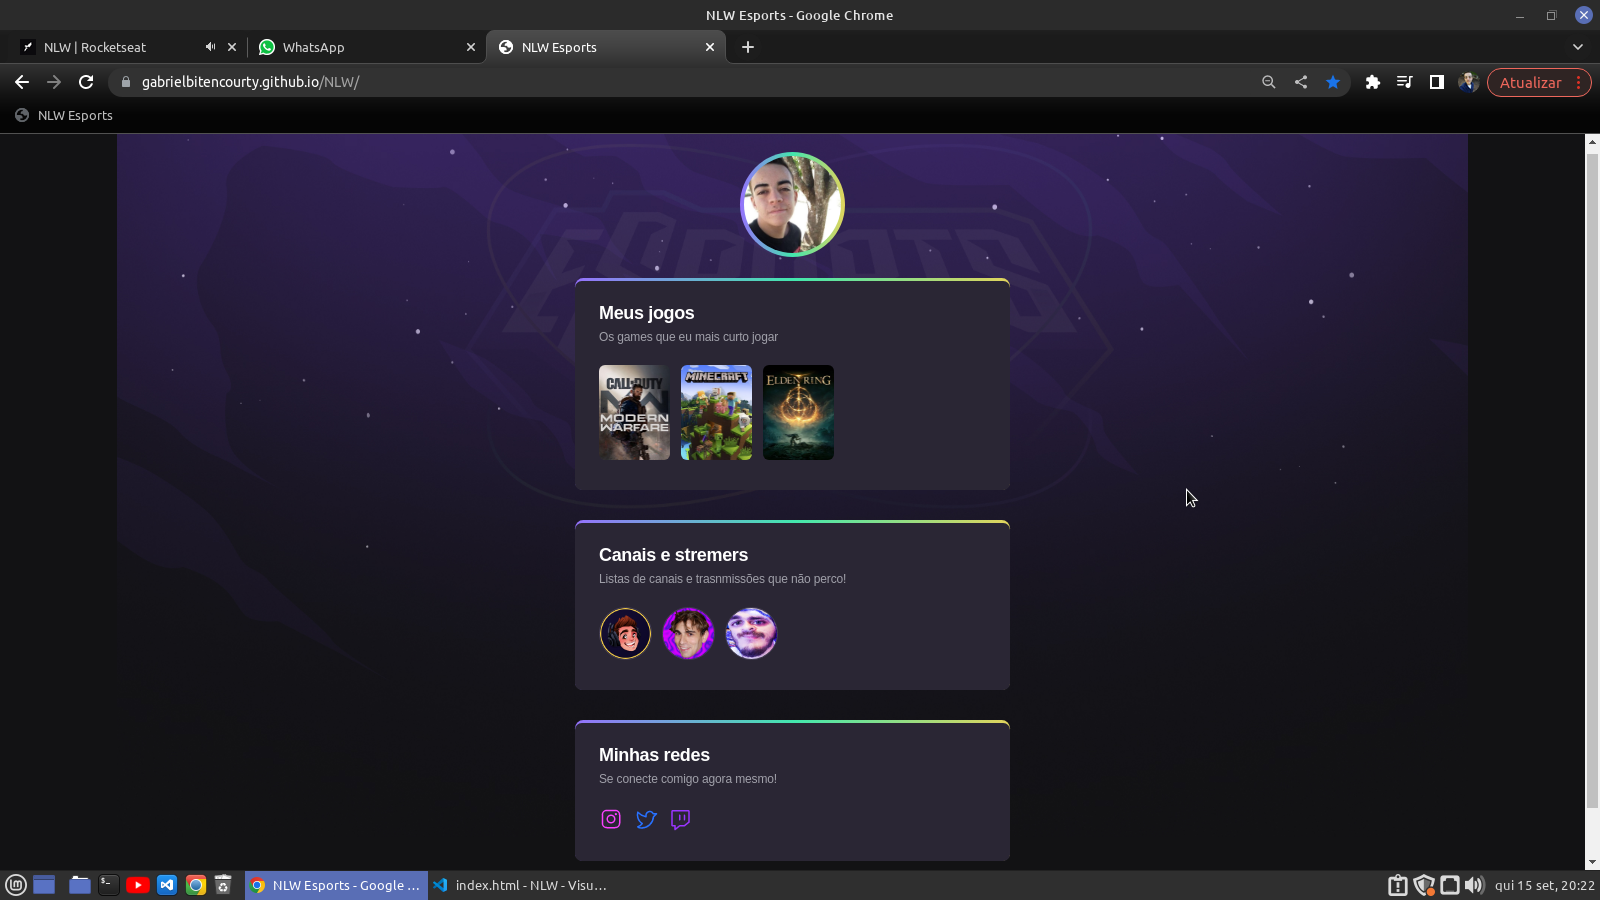 NLW Esports - Google Chrome
NLW | Rocketseat
WhatsApp
NLW Esports
gabrielbitencourty.github.io/NLW/
Atualizar
NLW Esports
ESPORTS
Meus jogos
Os games que eu mais curto jogar
CALL OF DUTY
MW
MODERN
WARFARE
MINECRAFT
ELDEN RING
Canais e stremers
Listas de canais e trasnmissões que não perco!
Minhas redes
Se conecte comigo agora mesmo!
NLW Esports - Google ...
index.html - NLW - Visu...
qui 15 set, 20:22